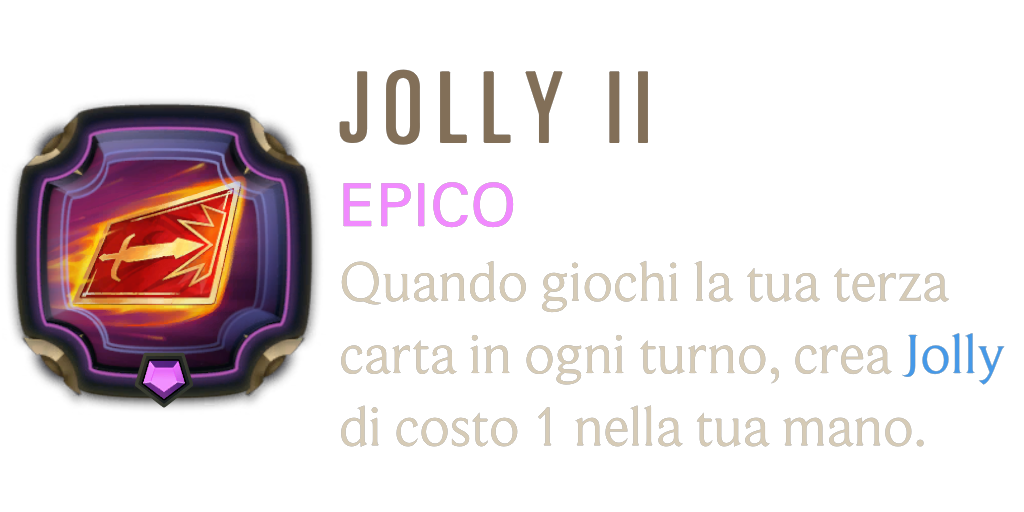 JOLLY II
EPICO
Quando giochi la tua terza
carta in ogni turno, crea Jolly
di costo 1 nella tua mano.